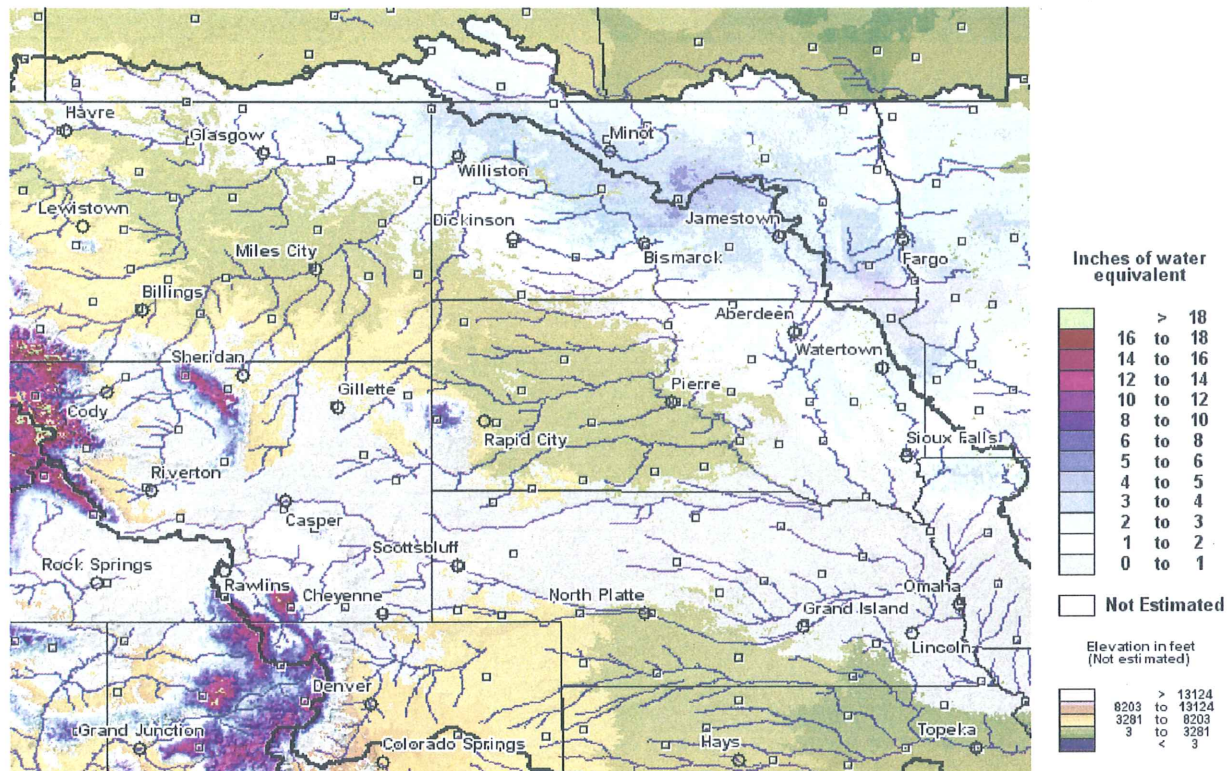 Havre
Glasgow
Minot
Williston
Lewistown
Dickinson
Jamestown
Miles City
Bismarck
Fargo
Billings
Aberdeen
Sheridan
Watertown
Gillette
Pierre
Cody
Rapid City
Sioux Falls
Riverton
Casper
Scottsbluff
Rock Springs
Rawlins
Cheyenne
North Platte
Omaha
Grand Island
Lincoln
Denver
Grand Junction
Colorado Springs
Hays
Topeka
Inches of water
equivalent
> 18
16 to 18
14 to 16
12 to 14
10 to 12
8 to 10
6 to 8
5 to 6
4 to 5
3 to 4
2 to 3
1 to 2
0 to 1
Not Estimated
Elevation in feet
(Not estimated)
> 13124
8203 to 13124
3281 to 8203
3 to 3281
< 3